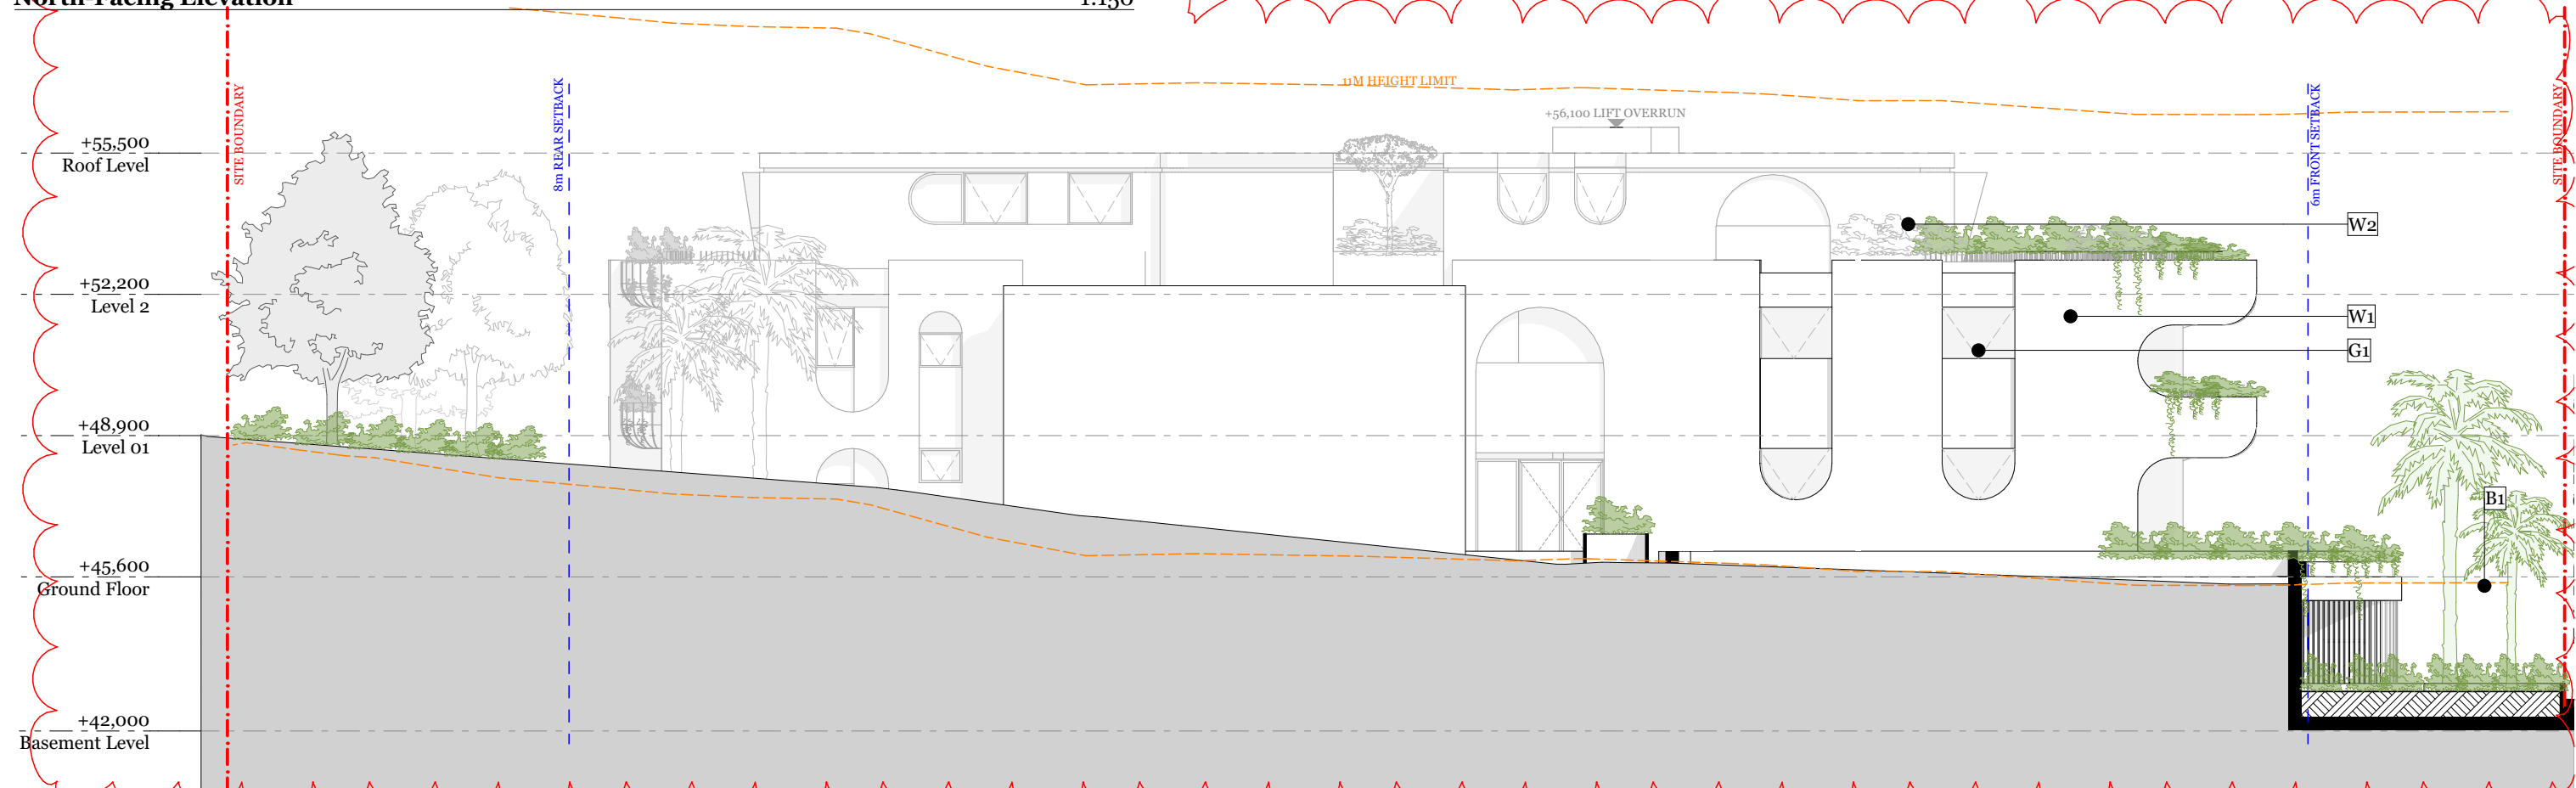 North-Facing Elevation 1:150
11M HEIGHT LIMIT
+56,100 LIFT OVERRUN
SITE BOUNDARY
8m REAR SETBACK
6m FRONT SETBACK
SITE BOUNDARY
+55,500
Roof Level
W2
+52,200
Level 2
W1
G1
+48,900
Level 01
B1
+45,600
Ground Floor
+42,000
Basement Level